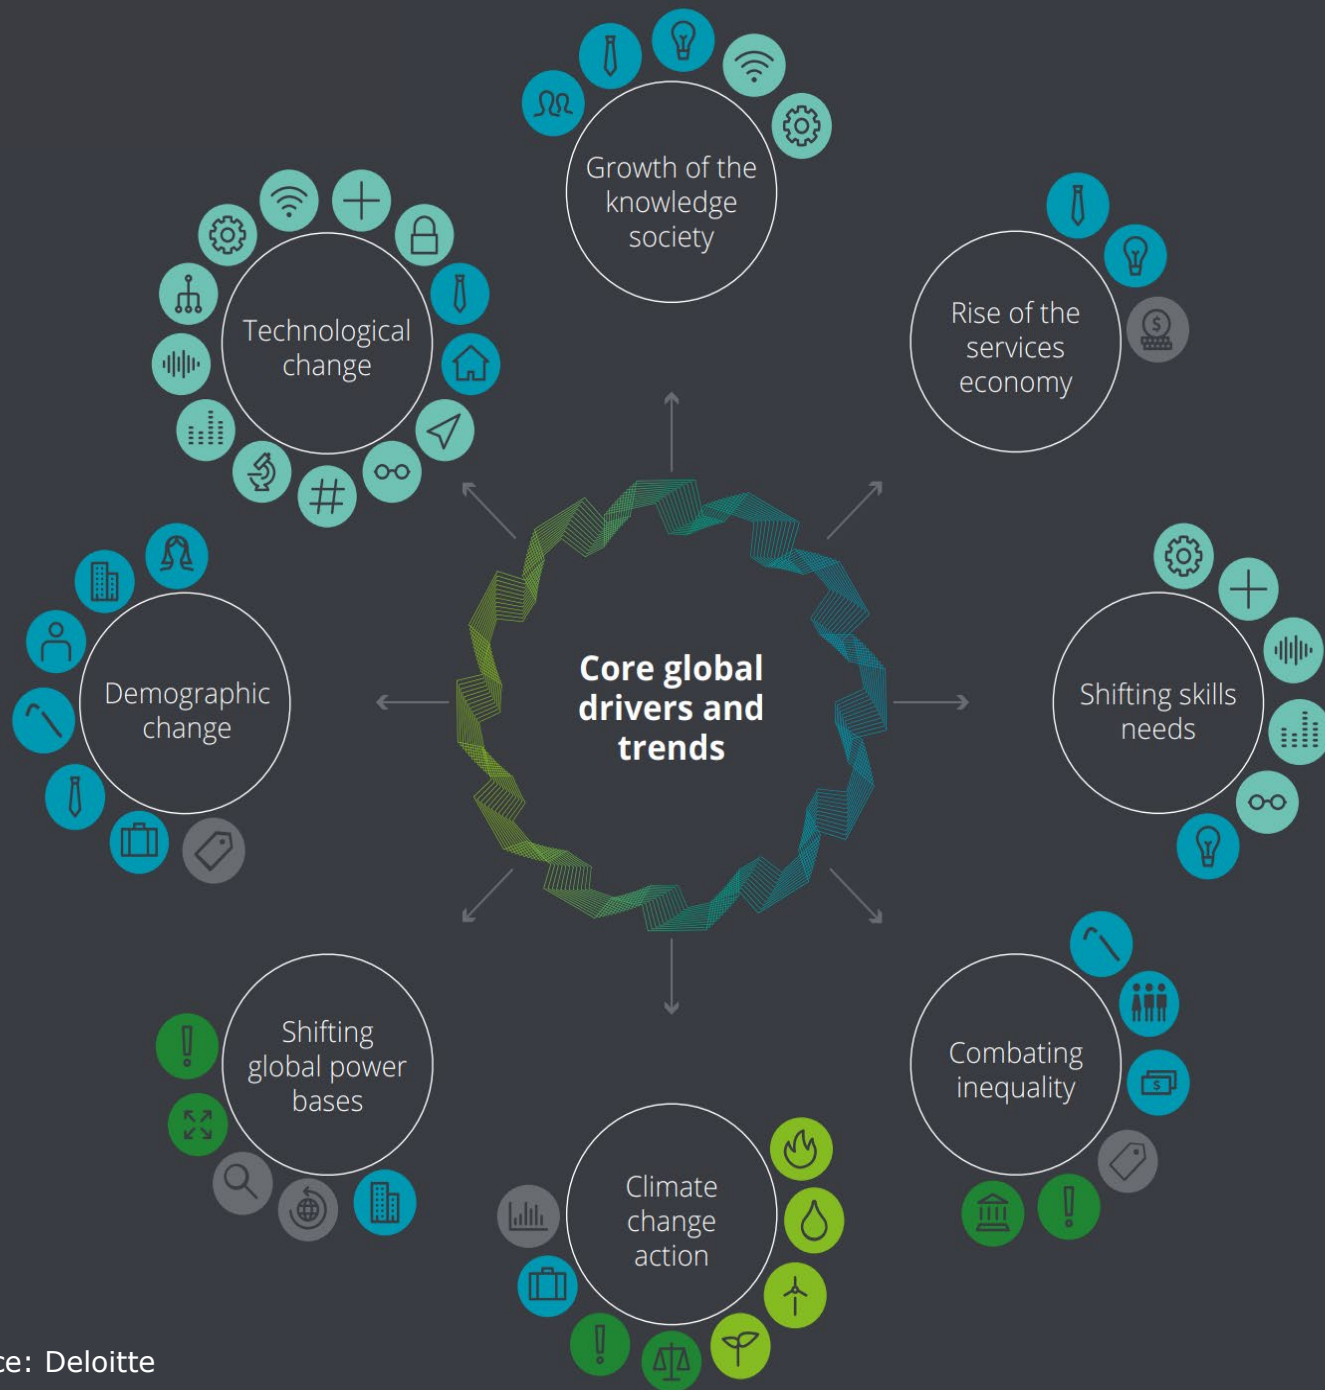 Growth of the
knowledge
society
Rise of the
services
economy
Technological
change
Core global
drivers and
trends
Demographic
change
Shifting skills
needs
Shifting
global power
bases
Combating
inequality
Climate
change
action
ce: Deloitte